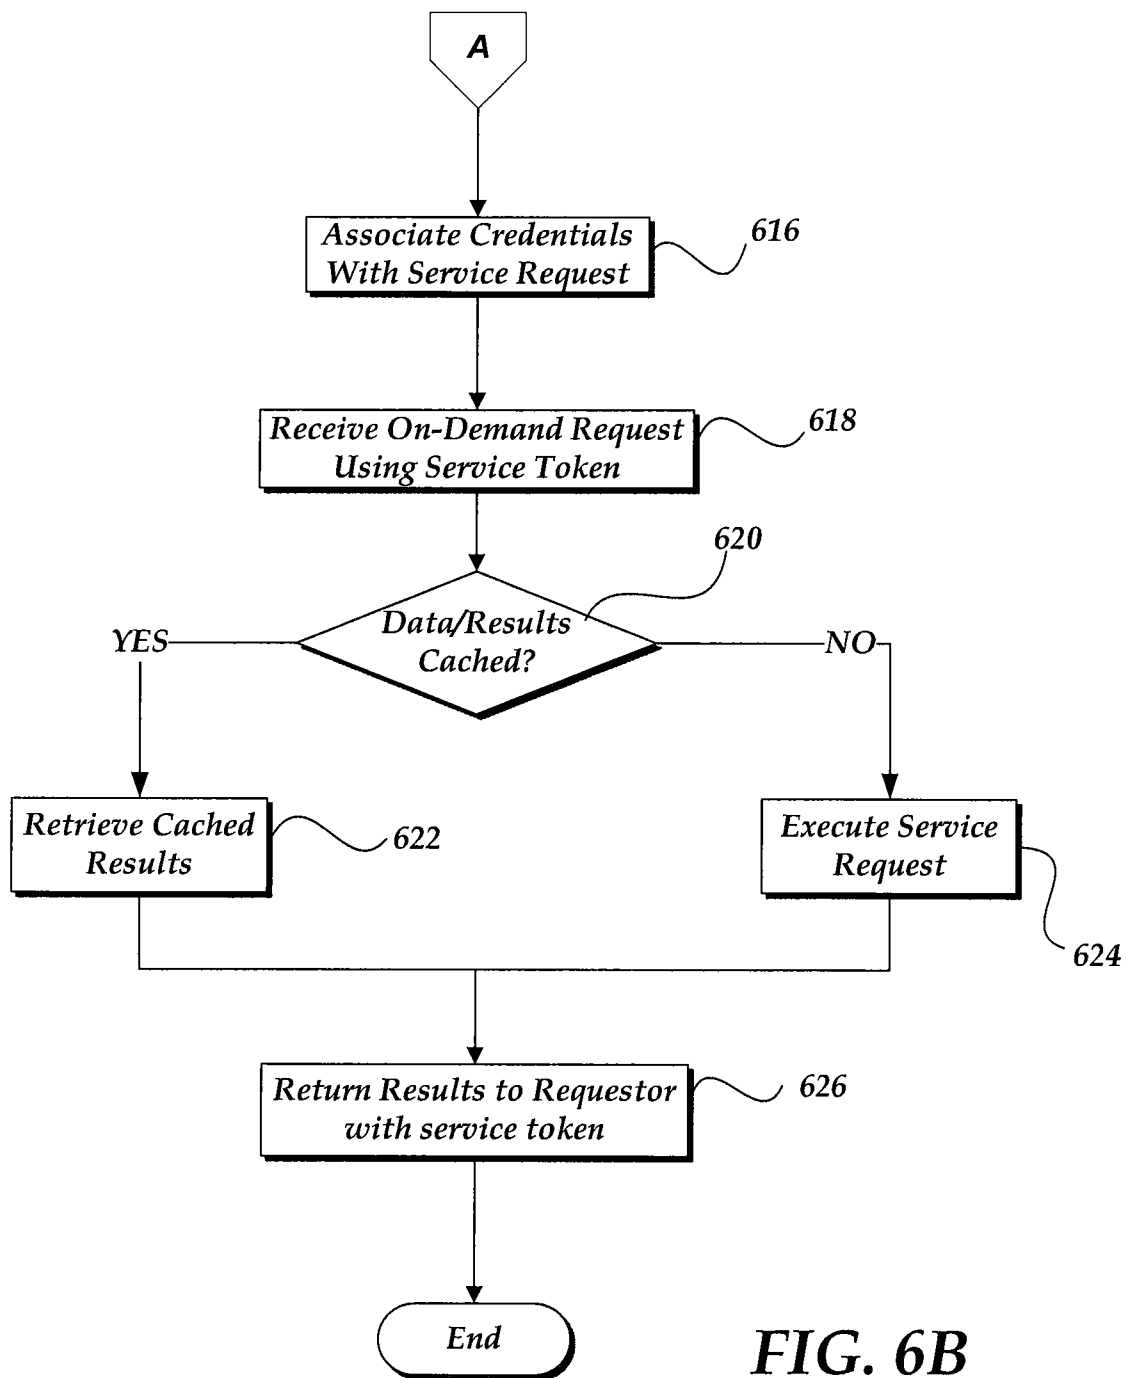 A
Associate Credentials
With Service Request
616
Receive On-Demand Request
Using Service Token
618
620
Data/Results
Cached?
YES
NO
Retrieve Cached
Results
622
Execute Service
Request
624
Return Results to Requestor
with service token
626
End
FIG. 6B